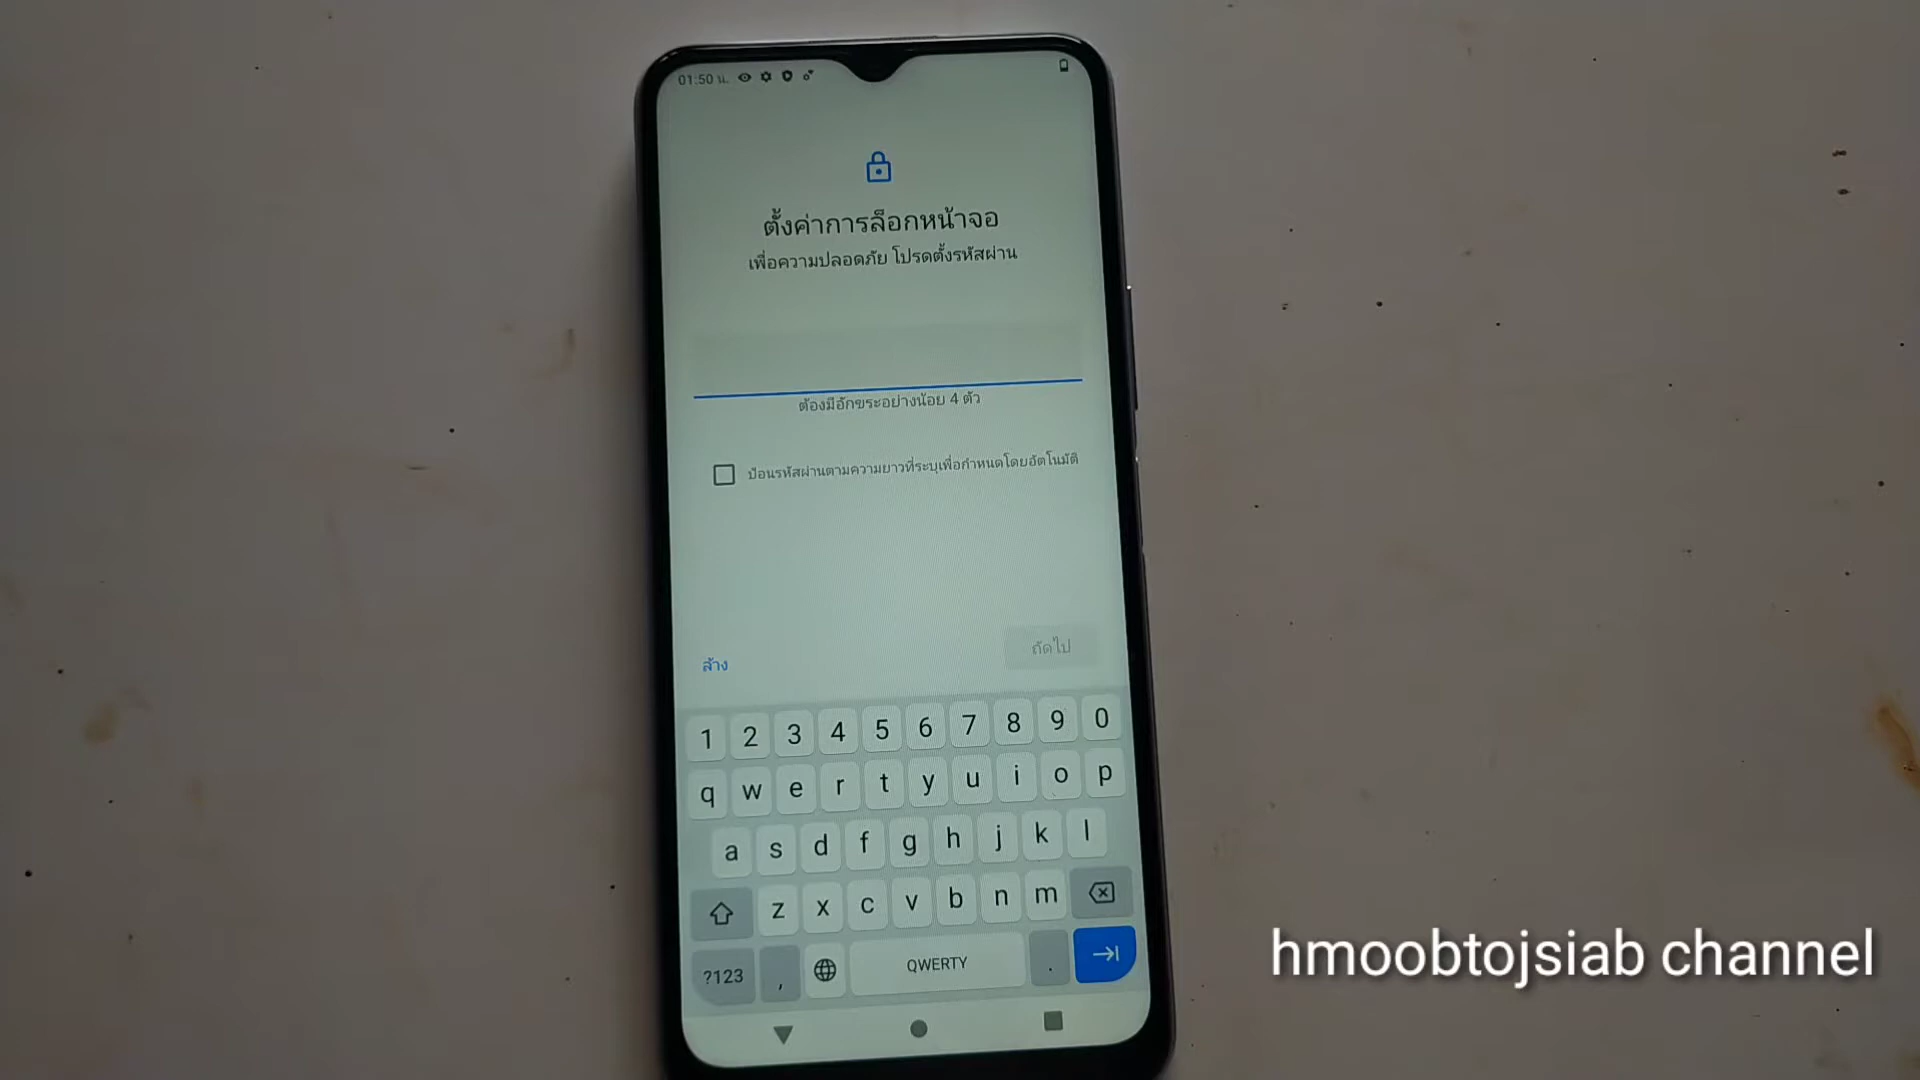 01:50 น.
ตั้งค่าการล็อกหน้าจอ
เพื่อความปลอดภัย โปรดตั้งรหัสผ่าน
ต้องมีอักขระอย่างน้อย 4 ตัว
ป้อนรหัสผ่านตามความยาวที่ระบุเพื่อกำหนดโดยอัตโนมัติ
ล้าง
ถัดไป
1 2 3 4 5 6 7 8 9 0
q w e r t y u i o p
a s d f g h j k l
z x c v b n m
?123 , QWERTY .
hmoobtojsiab channel